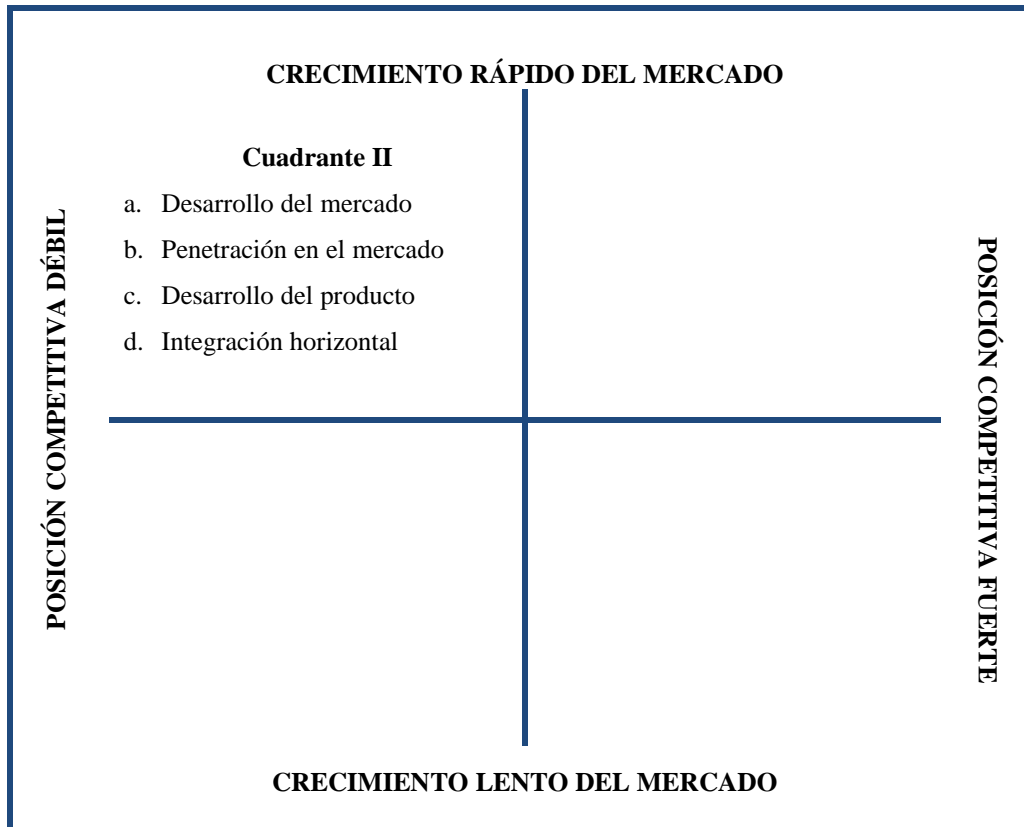 CRECIMIENTO RÁPIDO DEL MERCADO
Cuadrante II
a. Desarrollo del mercado
b. Penetración en el mercado
c. Desarrollo del producto
d. Integración horizontal
POSICIÓN COMPETITIVA DÉBIL
POSICIÓN COMPETITIVA FUERTE
CRECIMIENTO LENTO DEL MERCADO